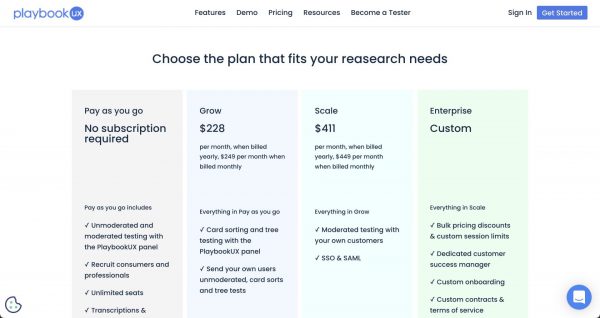 playbook UX
Features Demo Pricing Resources Become a Tester
Sign In Get Started
Choose the plan that fits your reasearch needs
Pay as you go
No subscription
required
Pay as you go includes
✓ Unmoderated and
moderated testing with
the PlaybookUX panel
✓ Recruit consumers and
professionals
✓ Unlimited seats
✓ Transcriptions &
Grow
$228
per month, when billed
yearly, $249 per month when
billed monthly
Everything in Pay as you go
✓ Card sorting and tree
testing with the
PlaybookUX panel
✓ Send your own users
unmoderated, card sorts
and tree tests
Scale
$411
per month, when billed
yearly, $449 per month
when billed monthly
Everything in Grow
✓ Moderated testing with
your own customers
✓ SSO & SAML
Enterprise
Custom
Everything in Scale
✓ Bulk pricing discounts
& custom session limits
✓ Dedicated customer
success manager
✓ Custom onboarding
✓ Custom contracts &
terms of service